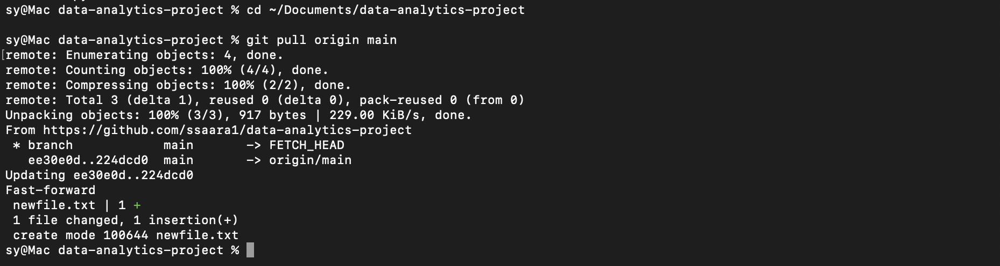 sy@Mac data-analytics-project % cd ~/Documents/data-analytics-project
sy@Mac data-analytics-project % git pull origin main
remote: Enumerating objects: 4, done.
remote: Counting objects: 100% (4/4), done.
remote: Compressing objects: 100% (2/2), done.
remote: Total 3 (delta 1), reused 0 (delta 0), pack-reused 0 (from 0)
Unpacking objects: 100% (3/3), 917 bytes | 229.00 KiB/s, done.
From https://github.com/ssaara1/data-analytics-project
 * branch            main       -> FETCH_HEAD
   ee30e0d..224dcd0  main       -> origin/main
Updating ee30e0d..224dcd0
Fast-forward
 newfile.txt | 1 +
 1 file changed, 1 insertion(+)
 create mode 100644 newfile.txt
sy@Mac data-analytics-project %